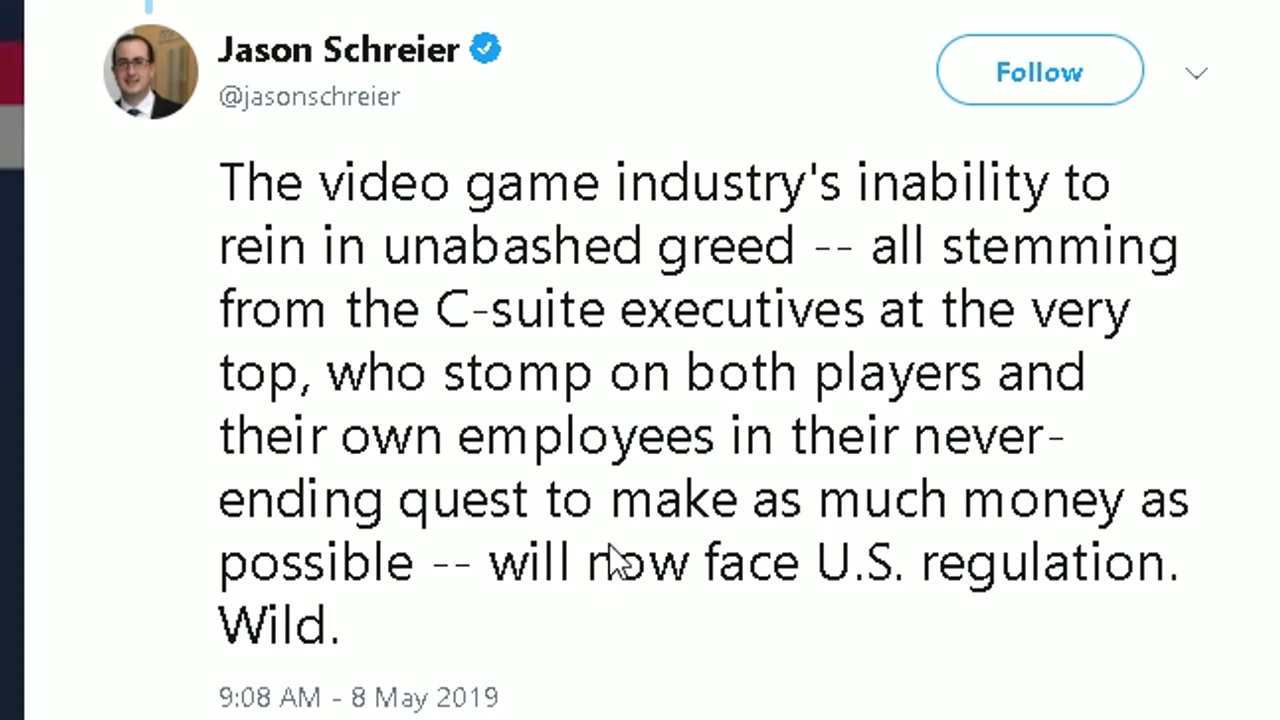 Jason Schreier
@jasonschreier
Follow
The video game industry's inability to
rein in unabashed greed -- all stemming
from the C-suite executives at the very
top, who stomp on both players and
their own employees in their never-
ending quest to make as much money as
possible -- will now face U.S. regulation.
Wild.
9:08 AM - 8 May 2019